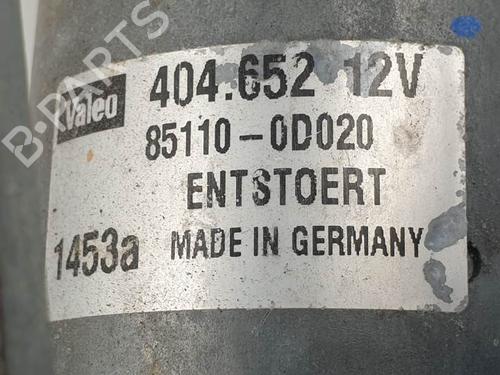 Valeo 404.652 12V
85110-0D020
ENTSTOERT
1453a MADE IN GERMANY
B-PARTS